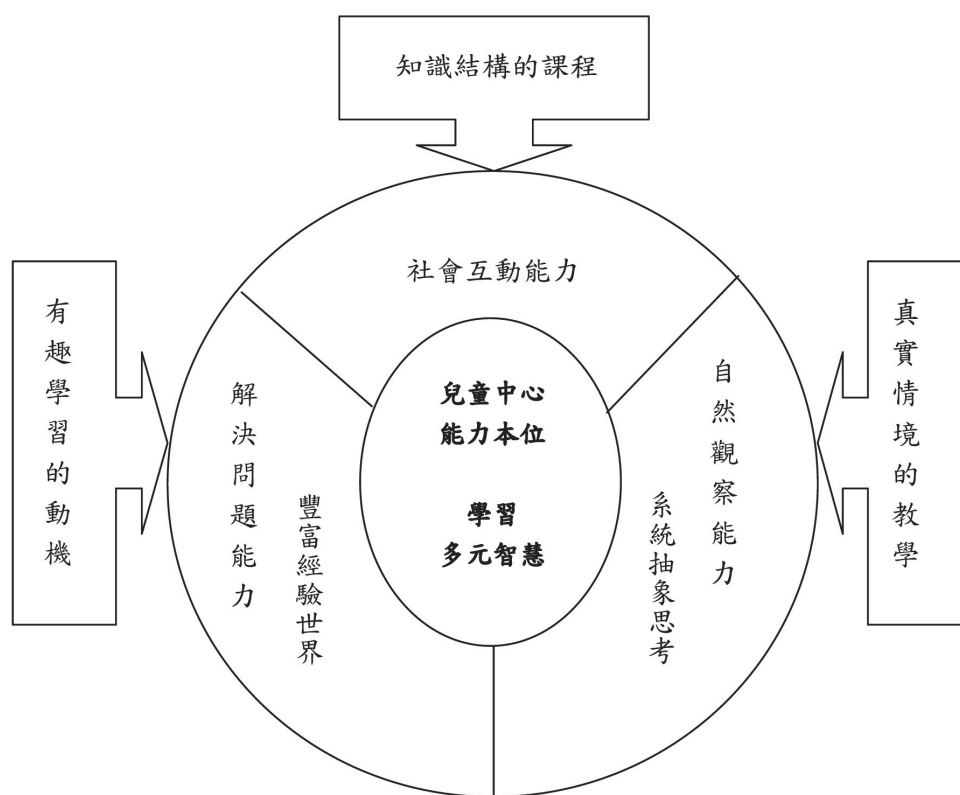 知識結構的課程
社會互動能力
有趣學習的動機
解決問題能力
豐富經驗世界
兒童中心
能力本位
學習
多元智慧
自然觀察能力
系統抽象思考
真實情境的教學